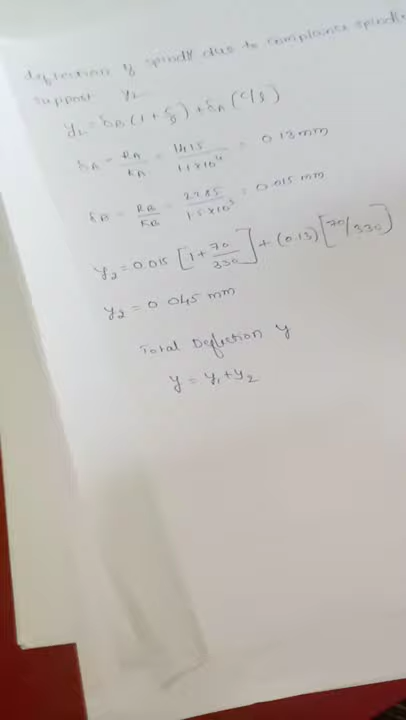 deflection of spindle due to complaince spindle
support y₂
y₂ = δB (1 + c/s) + δA (c/s)
δA = RA/KA = 1415/1.1×10⁴ = 0.13 mm
δB = RB/KB = 2285/1.5×10⁵ = 0.015 mm
y₂ = 0.015 [1 + 70/330] + (0.13) [70/330]
y₂ = 0.045 mm
Total Deflection y
y = y₁ + y₂